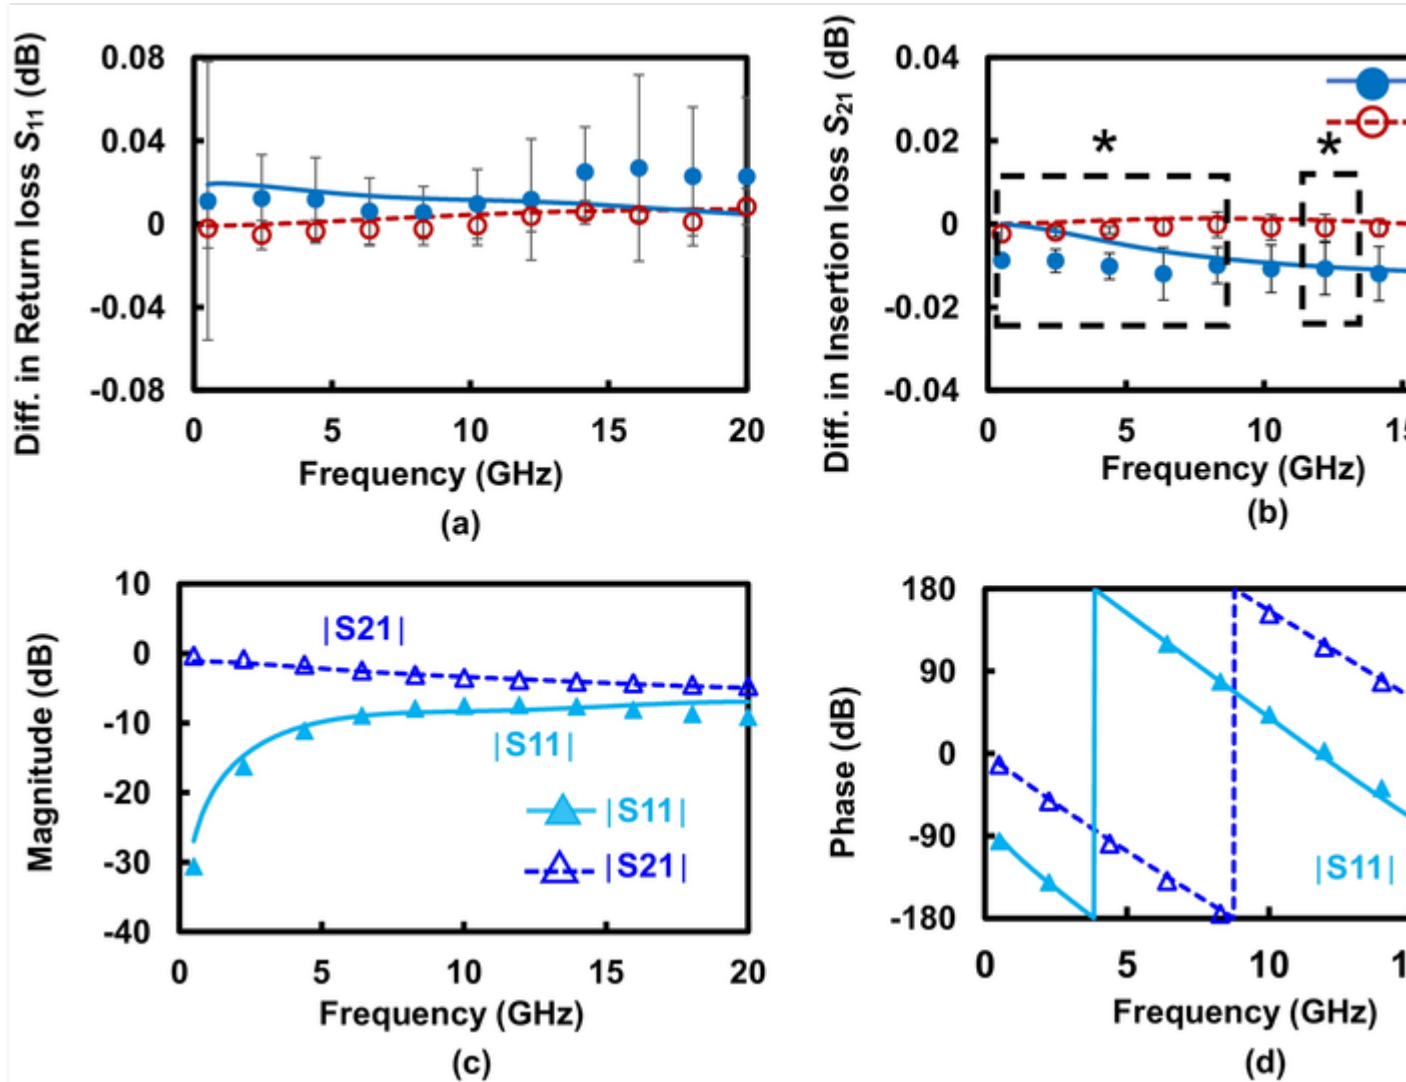 Diff. in Return loss S11 (dB)
0.08
0.04
0
-0.04
-0.08
0 5 10 15 20
Frequency (GHz)
(a)
Diff. in Insertion loss S21 (dB)
0.04
0.02
0
-0.02
-0.04
* *
0 5 10 15
Frequency (GHz)
(b)
Magnitude (dB)
10
0
-10
-20
-30
-40
|S21|
|S11|
|S11|
|S21|
0 5 10 15 20
Frequency (GHz)
(c)
Phase (dB)
180
90
0
-90
-180
|S11|
0 5 10 1
Frequency (GHz)
(d)